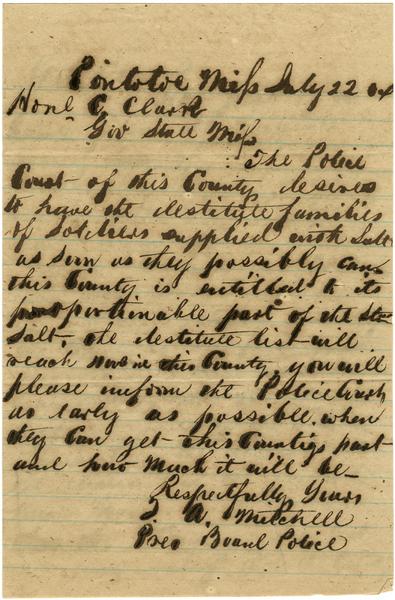 Pontotoc Miss July 22 64
Honl C Clark
Gov State Miss
The Police
Court of this County desires
to have the destitute families
of Soldiers supplied with Salt
as soon as they possibly can
this County is entitled to its
proportionable part of the State
Salt. the destitute list will
reach in this County, you will
please inform the Police Court
as early as possible. when
they can get this Countys part
and how much it will be
Respectfully Yours
A. Mitchell
Pres Board Police